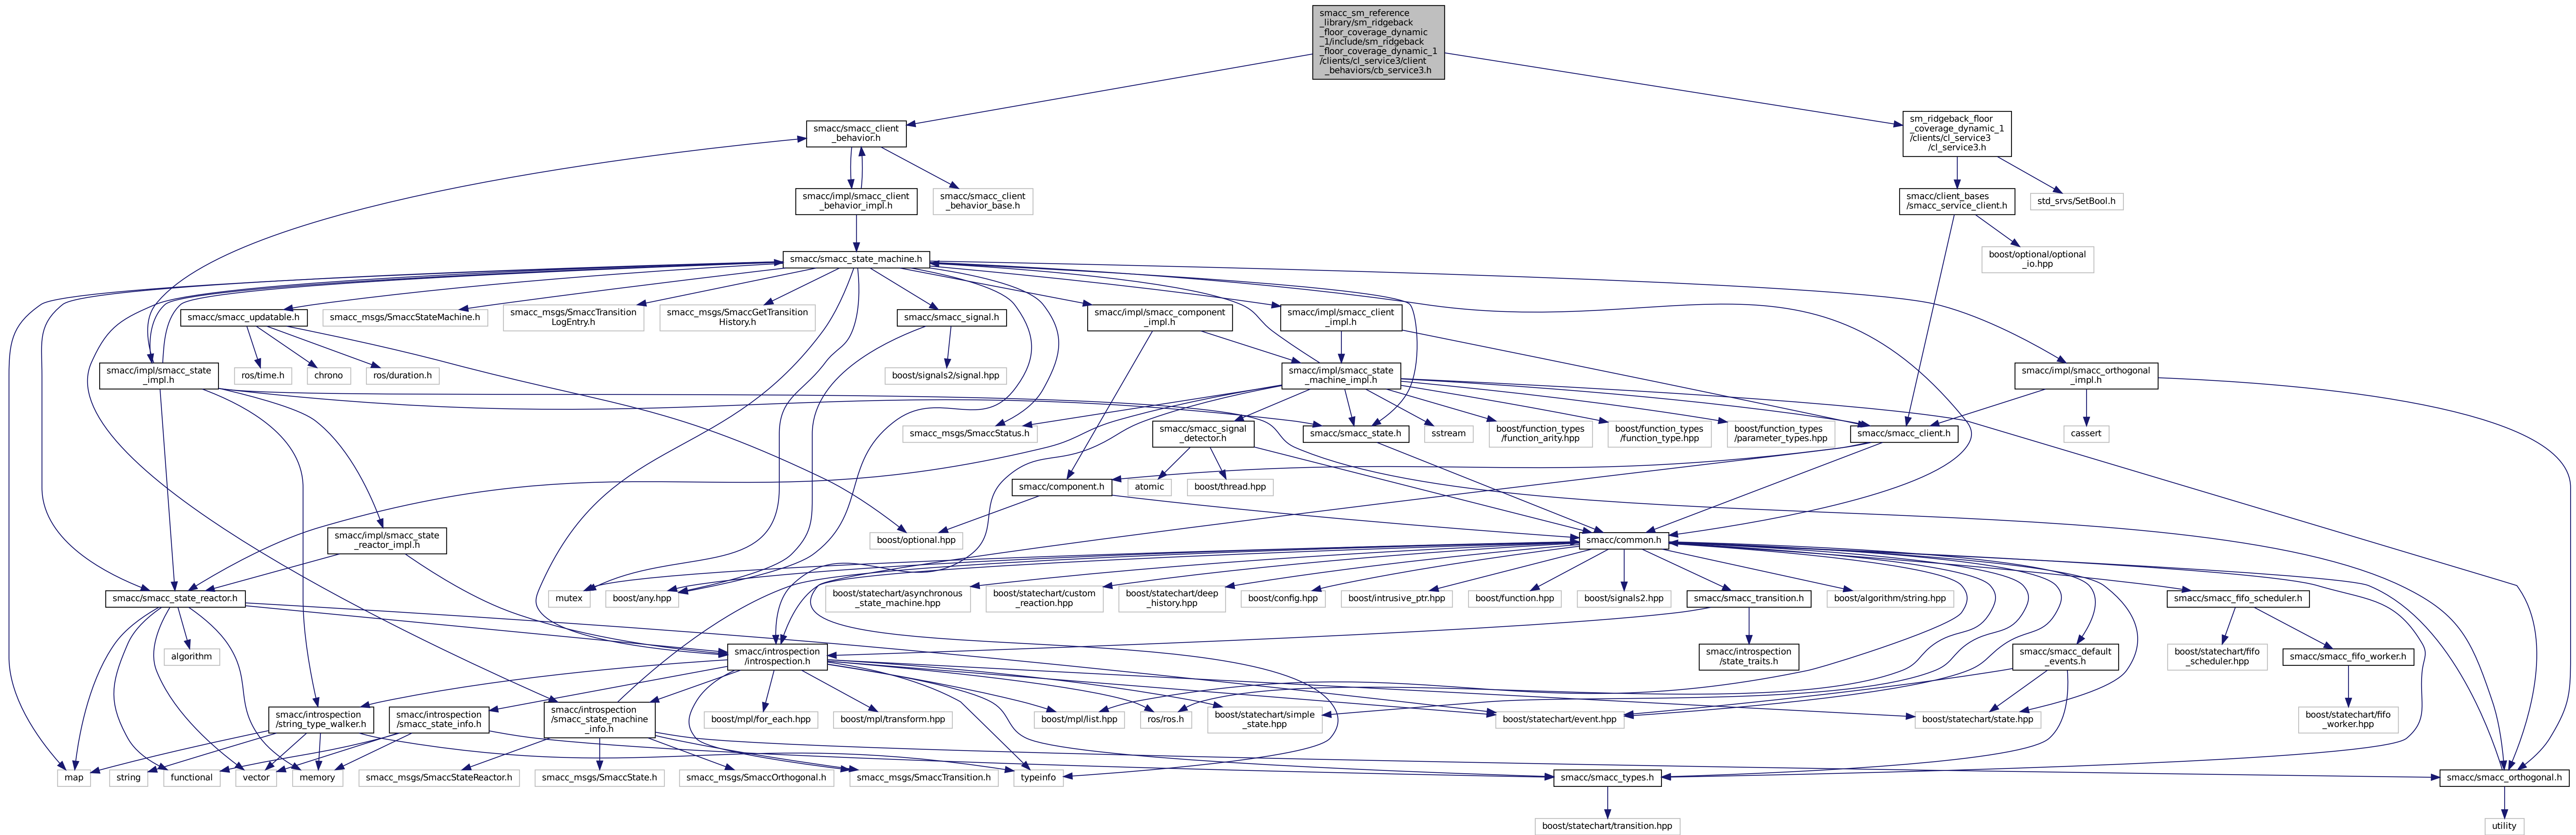 smacc_sm_reference
_library/sm_ridgeback
_floor_coverage_dynamic
_1/include/sm_ridgeback
_floor_coverage_dynamic_1
/clients/cl_service3/client
_behaviors/cb_service3.h
smacc/smacc_client
_behavior.h
sm_ridgeback_floor
_coverage_dynamic_1
/clients/cl_service3
/cl_service3.h
smacc/impl/smacc_client
_behavior_impl.h
smacc/smacc_client
_behavior_base.h
smacc/client_bases
/smacc_service_client.h
std_srvs/SetBool.h
smacc/smacc_state_machine.h
boost/optional/optional
_io.hpp
smacc/smacc_updatable.h
smacc_msgs/SmaccStateMachine.h
smacc_msgs/SmaccTransition
LogEntry.h
smacc_msgs/SmaccGetTransition
History.h
smacc/smacc_signal.h
smacc/impl/smacc_component
_impl.h
smacc/impl/smacc_client
_impl.h
smacc/impl/smacc_state
_impl.h
ros/time.h
chrono
ros/duration.h
boost/signals2/signal.hpp
smacc/impl/smacc_state
_machine_impl.h
smacc/impl/smacc_orthogonal
_impl.h
smacc_msgs/SmaccStatus.h
smacc/smacc_signal
_detector.h
smacc/smacc_state.h
sstream
boost/function_types
/function_arity.hpp
boost/function_types
/function_type.hpp
boost/function_types
/parameter_types.hpp
smacc/smacc_client.h
cassert
smacc/component.h
atomic
boost/thread.hpp
smacc/impl/smacc_state
_reactor_impl.h
boost/optional.hpp
smacc/common.h
smacc/smacc_state_reactor.h
mutex
boost/any.hpp
boost/statechart/asynchronous
_state_machine.hpp
boost/statechart/custom
_reaction.hpp
boost/statechart/deep
_history.hpp
boost/config.hpp
boost/intrusive_ptr.hpp
boost/function.hpp
boost/signals2.hpp
smacc/smacc_transition.h
boost/algorithm/string.hpp
smacc/smacc_fifo_scheduler.h
algorithm
smacc/introspection
/introspection.h
smacc/introspection
/state_traits.h
smacc/smacc_default
_events.h
boost/statechart/fifo
_scheduler.hpp
smacc/smacc_fifo_worker.h
smacc/introspection
/string_type_walker.h
smacc/introspection
/smacc_state_info.h
smacc/introspection
/smacc_state_machine
_info.h
boost/mpl/for_each.hpp
boost/mpl/transform.hpp
boost/mpl/list.hpp
ros/ros.h
boost/statechart/simple
_state.hpp
boost/statechart/event.hpp
boost/statechart/state.hpp
boost/statechart/fifo
_worker.hpp
map
string
functional
vector
memory
smacc_msgs/SmaccStateReactor.h
smacc_msgs/SmaccState.h
smacc_msgs/SmaccOrthogonal.h
smacc_msgs/SmaccTransition.h
typeinfo
smacc/smacc_types.h
smacc/smacc_orthogonal.h
boost/statechart/transition.hpp
utility